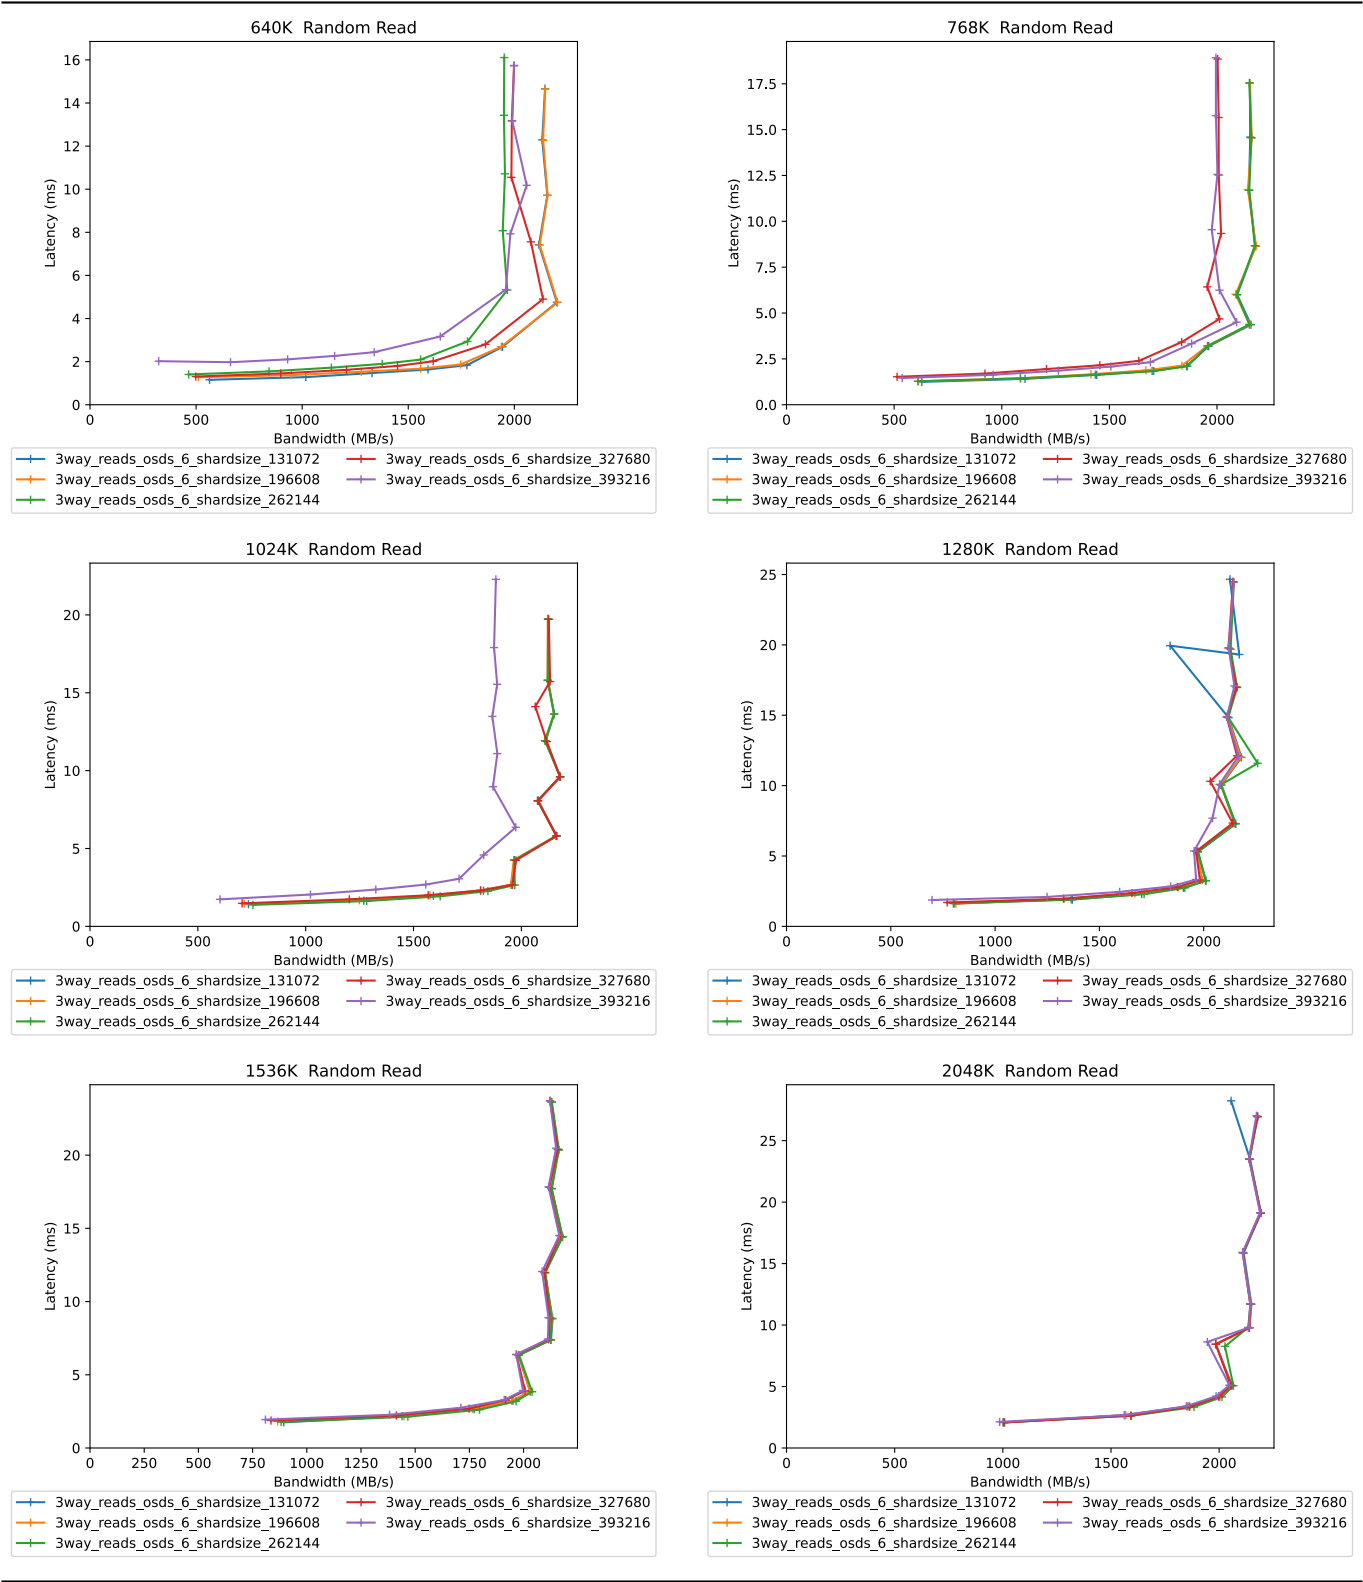 640K  Random Read
Latency (ms)
16
14
12
10
8
6
4
2
0
0 500 1000 1500 2000
Bandwidth (MB/s)
3way_reads_osds_6_shardsize_131072
3way_reads_osds_6_shardsize_196608
3way_reads_osds_6_shardsize_262144
3way_reads_osds_6_shardsize_327680
3way_reads_osds_6_shardsize_393216
768K  Random Read
Latency (ms)
17.5
15.0
12.5
10.0
7.5
5.0
2.5
0.0
0 500 1000 1500 2000
Bandwidth (MB/s)
3way_reads_osds_6_shardsize_131072
3way_reads_osds_6_shardsize_196608
3way_reads_osds_6_shardsize_262144
3way_reads_osds_6_shardsize_327680
3way_reads_osds_6_shardsize_393216
1024K  Random Read
Latency (ms)
20
15
10
5
0
0 500 1000 1500 2000
Bandwidth (MB/s)
3way_reads_osds_6_shardsize_131072
3way_reads_osds_6_shardsize_196608
3way_reads_osds_6_shardsize_262144
3way_reads_osds_6_shardsize_327680
3way_reads_osds_6_shardsize_393216
1280K  Random Read
Latency (ms)
25
20
15
10
5
0
0 500 1000 1500 2000
Bandwidth (MB/s)
3way_reads_osds_6_shardsize_131072
3way_reads_osds_6_shardsize_196608
3way_reads_osds_6_shardsize_262144
3way_reads_osds_6_shardsize_327680
3way_reads_osds_6_shardsize_393216
1536K  Random Read
Latency (ms)
20
15
10
5
0
0 250 500 750 1000 1250 1500 1750 2000
Bandwidth (MB/s)
3way_reads_osds_6_shardsize_131072
3way_reads_osds_6_shardsize_196608
3way_reads_osds_6_shardsize_262144
3way_reads_osds_6_shardsize_327680
3way_reads_osds_6_shardsize_393216
2048K  Random Read
Latency (ms)
25
20
15
10
5
0
0 500 1000 1500 2000
Bandwidth (MB/s)
3way_reads_osds_6_shardsize_131072
3way_reads_osds_6_shardsize_196608
3way_reads_osds_6_shardsize_262144
3way_reads_osds_6_shardsize_327680
3way_reads_osds_6_shardsize_393216